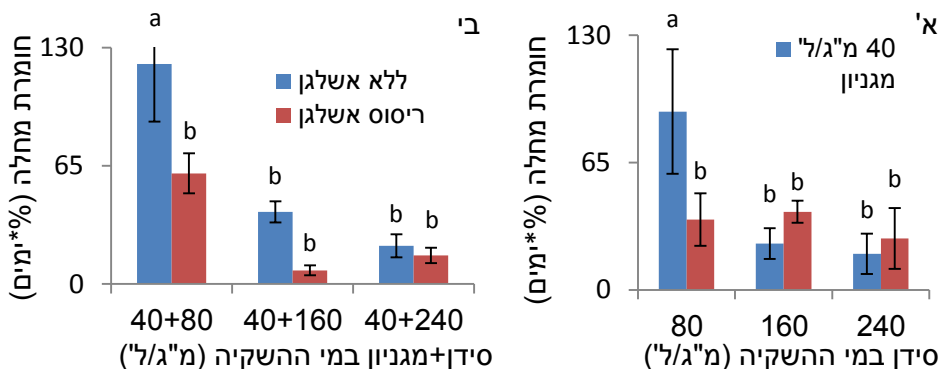 א'
חומרת מחלה (%*ימים)
130
65
0
40 מ"ג/ל'
מגניון
a
b
b
b
b
b
80
160
240
סידן במי ההשקיה (מ"ג/ל')
בי
חומרת מחלה (%*ימים)
130
65
0
ללא אשלגן
ריסוס אשלגן
a
b
b
b
b
b
40+80
40+160
40+240
סידן+מגניון במי ההשקיה (מ"ג/ל')